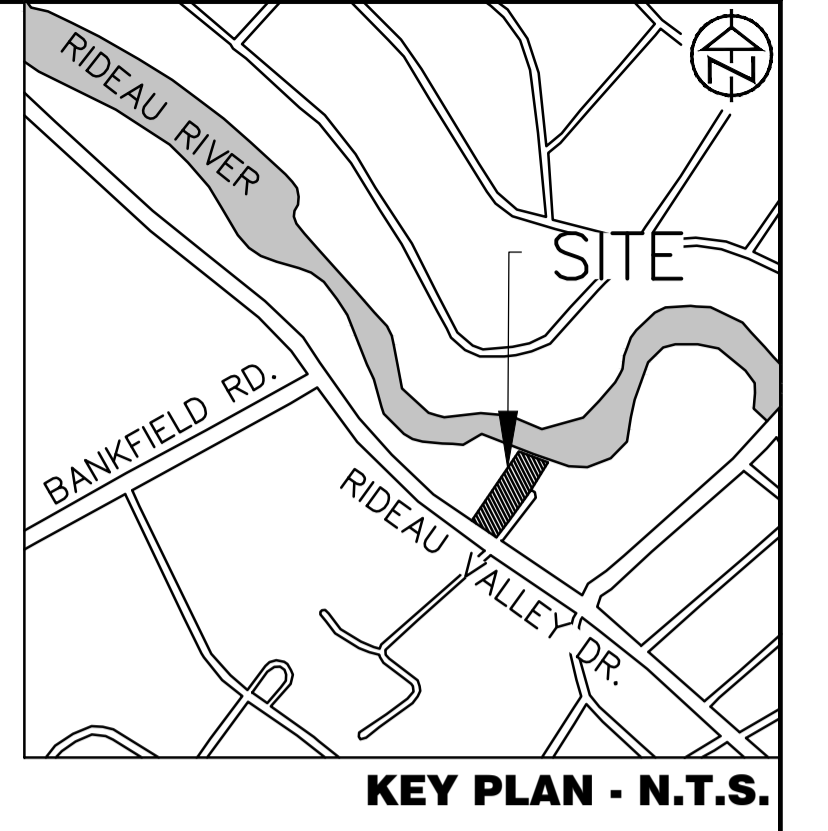 RIDEAU RIVER
N
SITE
BANKFIELD RD.
RIDEAU VALLEY DR.
KEY PLAN - N.T.S.